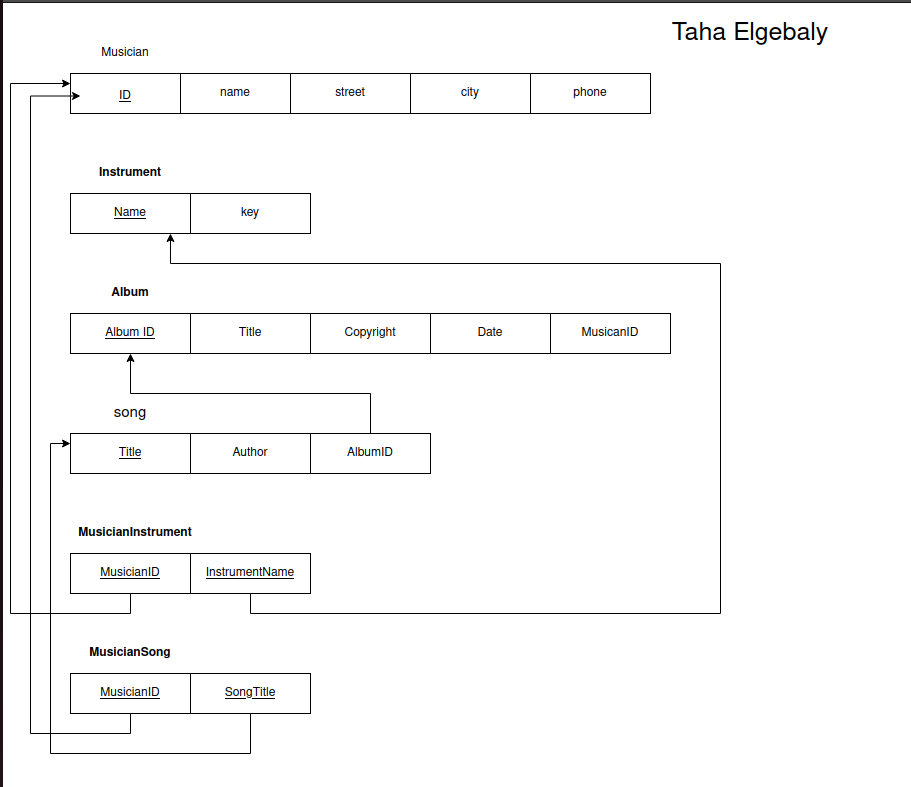 Taha Elgebaly
Musician
ID name street city phone
Instrument
Name key
Album
Album ID Title Copyright Date MusicanID
song
Title Author AlbumID
MusicianInstrument
MusicianID InstrumentName
MusicianSong
MusicianID SongTitle